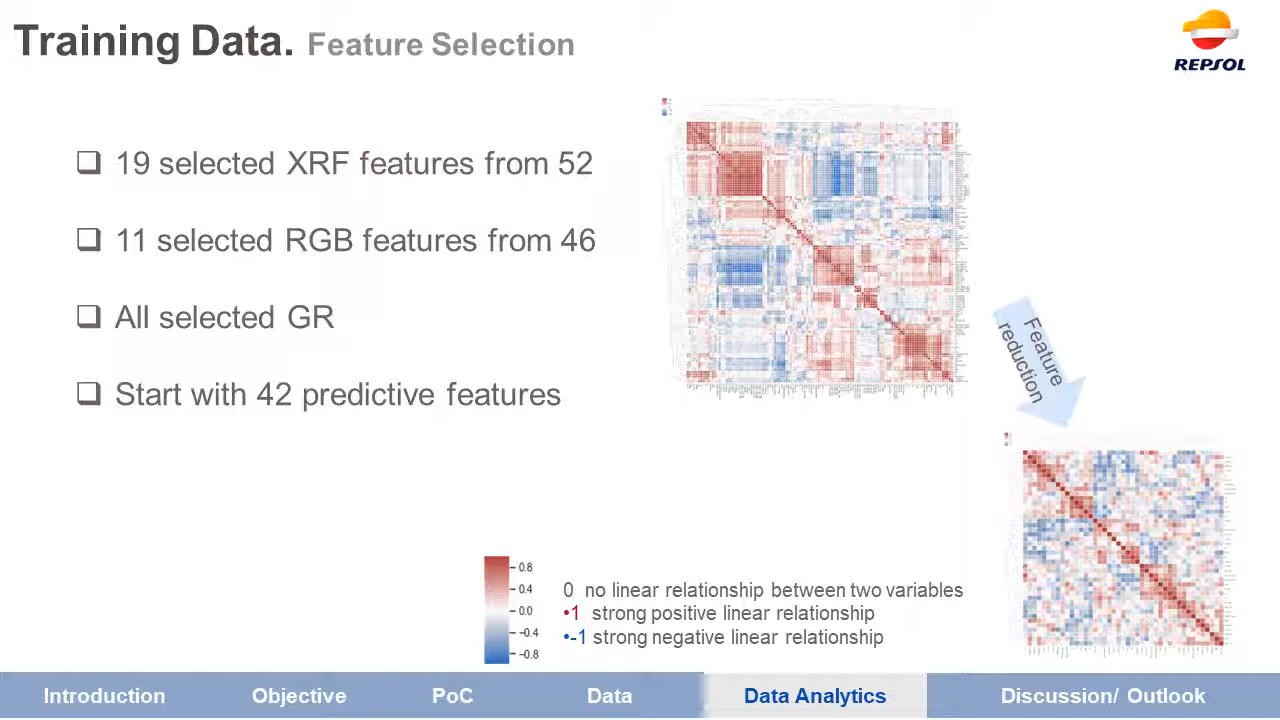 Training Data. Feature Selection
REPSOL
❑ 19 selected XRF features from 52
❑ 11 selected RGB features from 46
❑ All selected GR
❑ Start with 42 predictive features
Feature
reduction
0.8
0.4
0.0
−0.4
−0.8
0 no linear relationship between two variables
•1 strong positive linear relationship
•-1 strong negative linear relationship
Introduction
Objective
PoC
Data
Data Analytics
Discussion/ Outlook